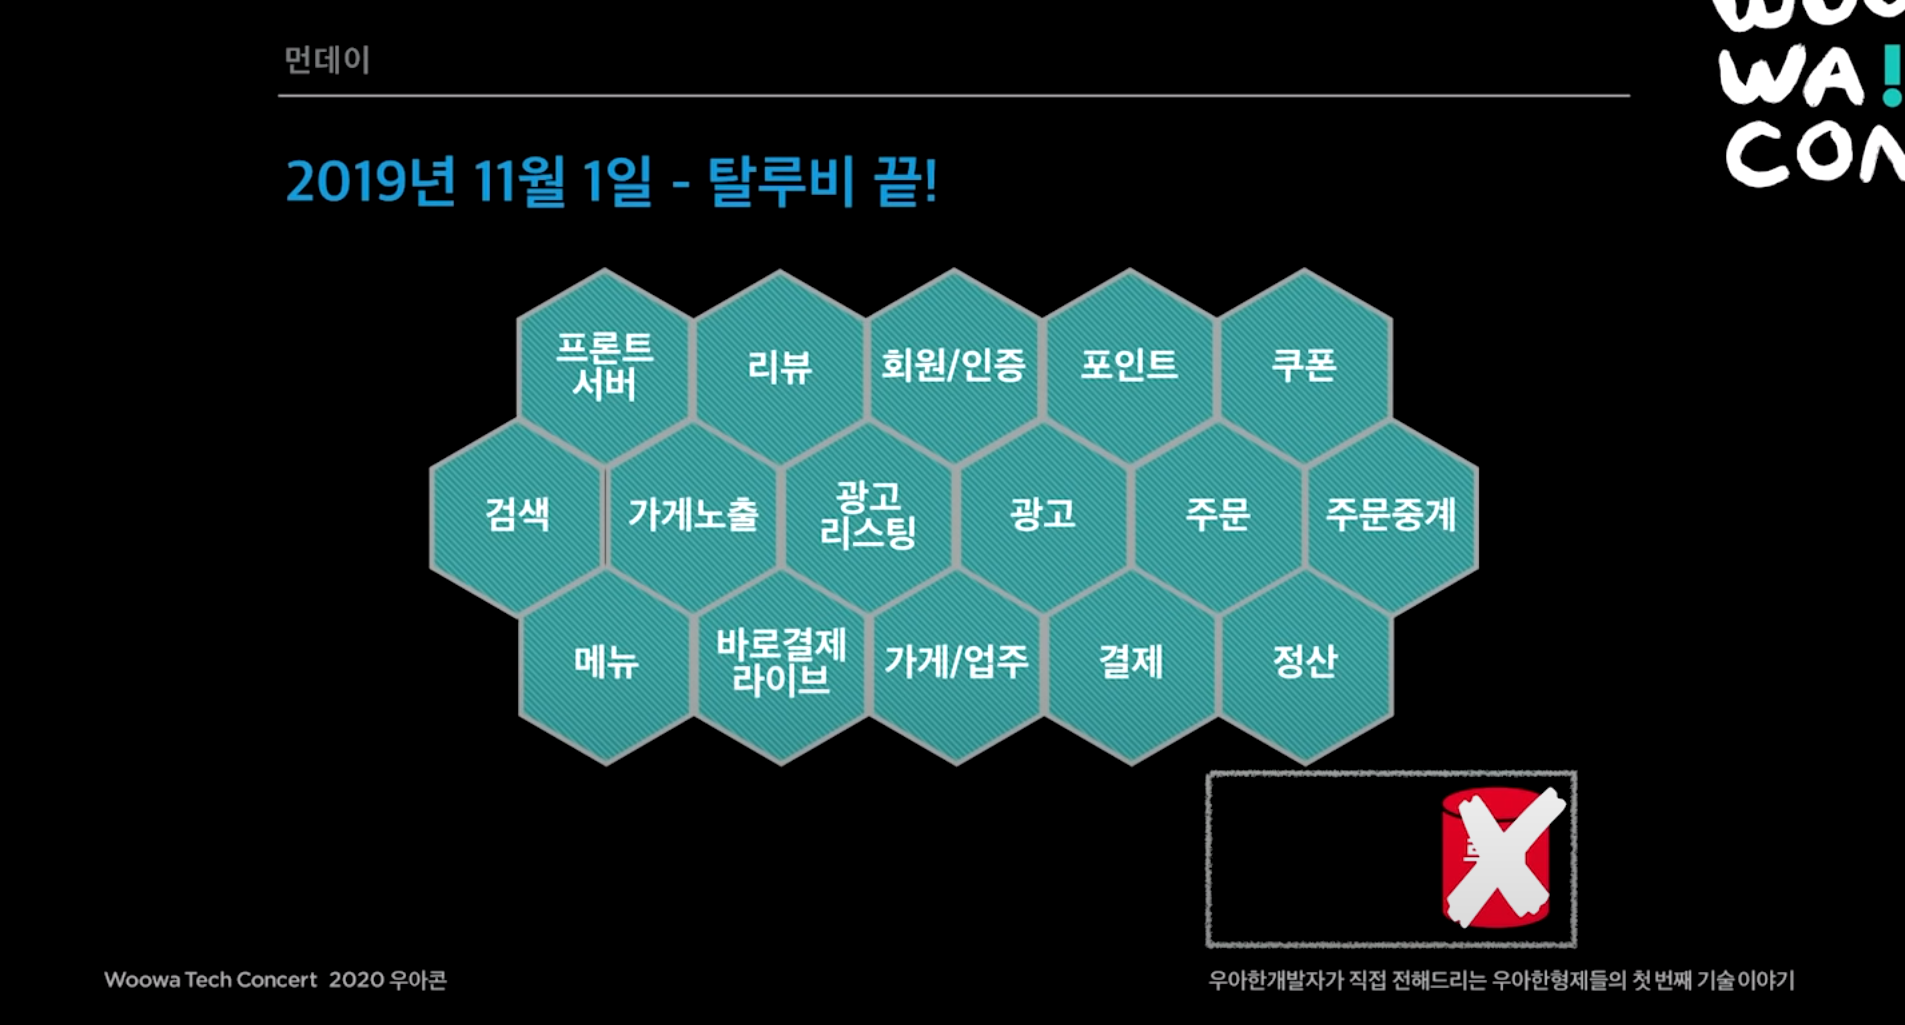 먼데이
WA!
CON
2019년 11월 1일 - 탈루비 끝!
프론트
서버
리뷰
회원/인증
포인트
쿠폰
검색
가게노출
광고
리스팅
광고
주문
주문중계
메뉴
바로결제
라이브
가게/업주
결제
정산
Woowa Tech Concert 2020 우아콘
우아한개발자가 직접 전해드리는 우아한형제들의 첫 번째 기술 이야기